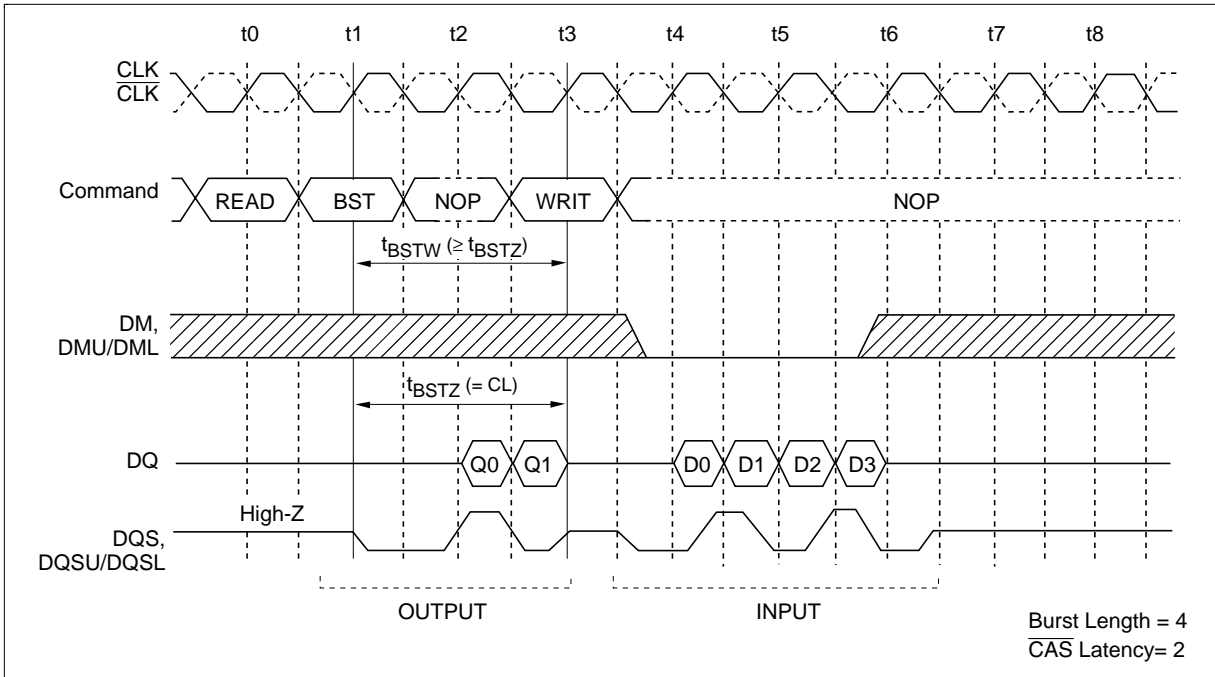 t0 t1 t2 t3 t4 t5 t6 t7 t8
CLK
CLK
Command READ BST NOP WRIT NOP
tBSTW (≥ tBSTZ)
DM,
DMU/DML
tBSTZ (= CL)
DQ Q0 Q1 D0 D1 D2 D3
High-Z
DQS,
DQSU/DQSL
OUTPUT INPUT
Burst Length = 4
CAS Latency= 2